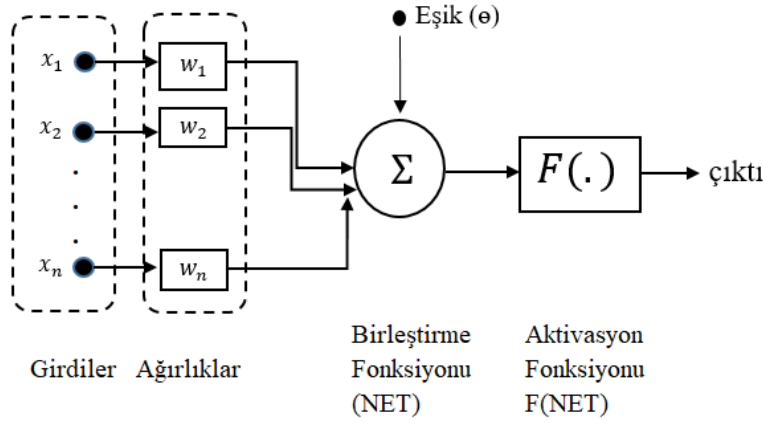 Eşik (ɵ)
x₁
w₁
x₂
w₂
Σ
F(.)
çıktı
.
.
.
xₙ
wₙ
Girdiler
Ağırlıklar
Birleştirme
Fonksiyonu
(NET)
Aktivasyon
Fonksiyonu
F(NET)